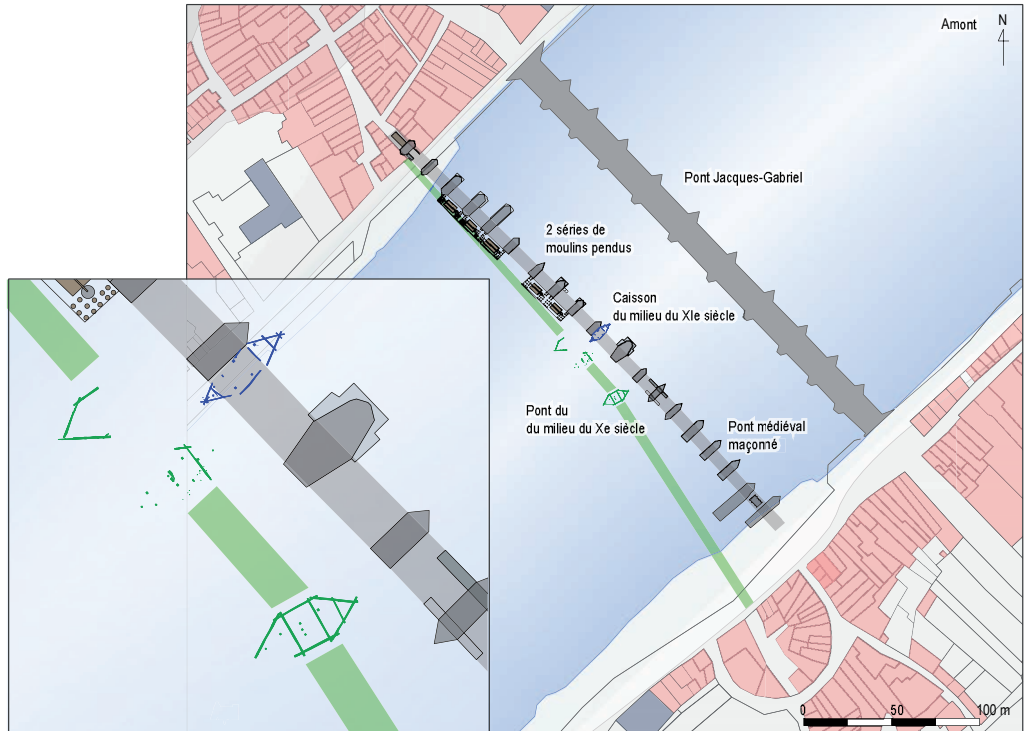 Amont
N
Pont Jacques-Gabriel
2 séries de
moulins pendus
Caisson
du milieu du XIe siècle
Pont du
du milieu du Xe siècle
Pont médiéval
maçonné
0 50 100 m